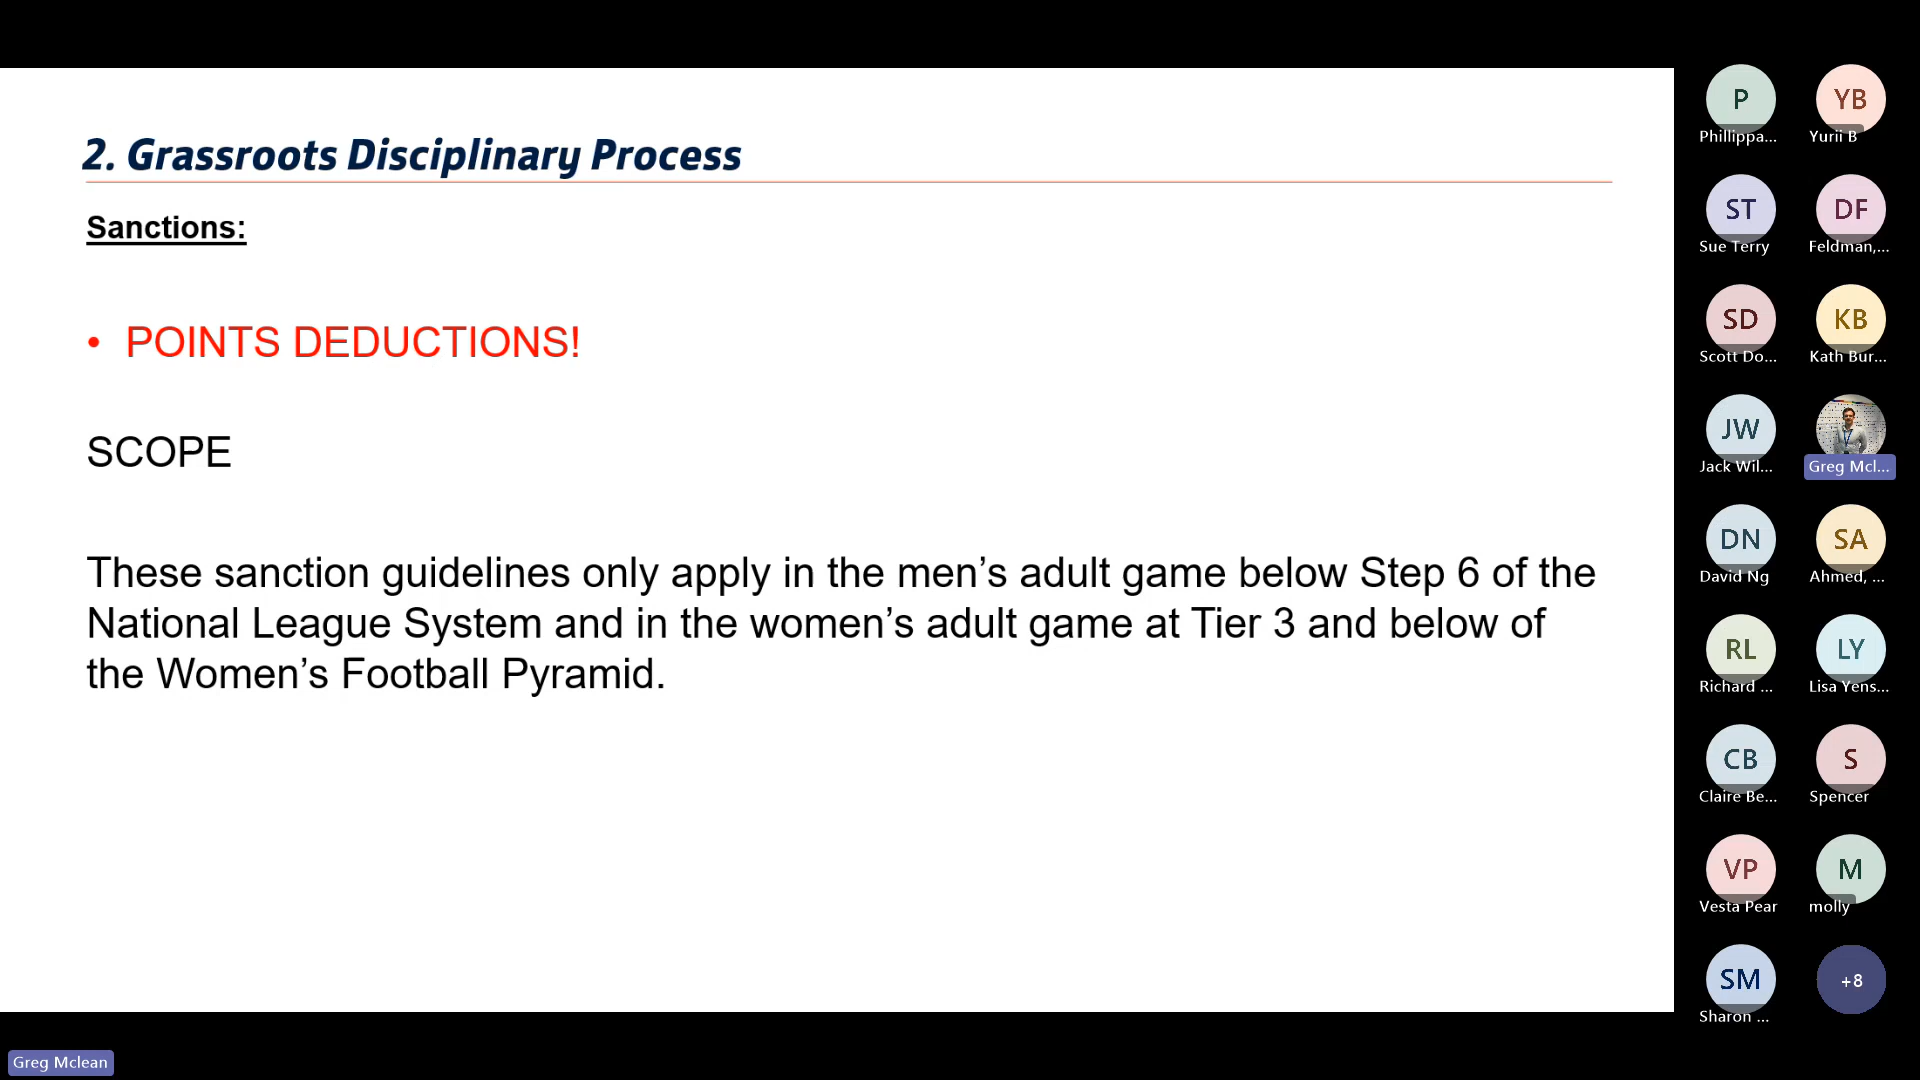 2. Grassroots Disciplinary Process
Sanctions:
• POINTS DEDUCTIONS!
SCOPE
These sanction guidelines only apply in the men’s adult game below Step 6 of the
National League System and in the women’s adult game at Tier 3 and below of
the Women’s Football Pyramid.
P
Phillippa...
YB
Yurii B
ST
Sue Terry
DF
Feldman,...
SD
Scott Do...
KB
Kath Bur...
JW
Jack Wil...
Greg Mcl...
DN
David Ng
SA
Ahmed, ...
RL
Richard ...
LY
Lisa Yens...
CB
Claire Be...
S
Spencer
VP
Vesta Pear
M
molly
SM
Sharon ...
+8
Greg Mclean